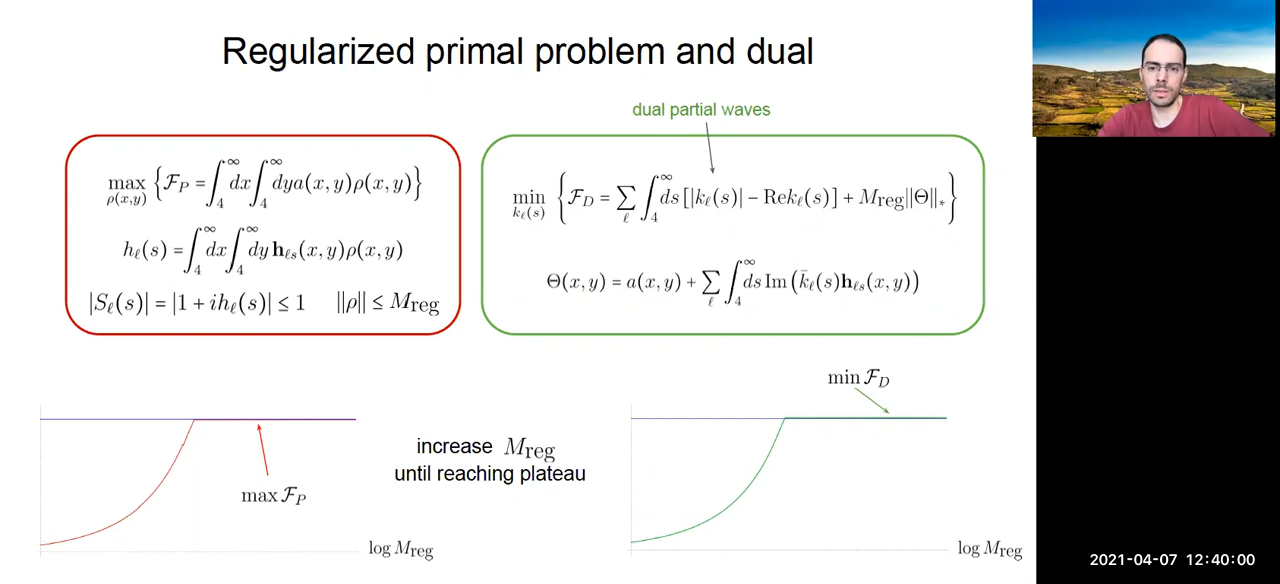 Regularized primal problem and dual
dual partial waves
max_{ρ(x,y)} { 𝓕_P = ∫_4^∞ dx ∫_4^∞ dy a(x, y)ρ(x, y) }
h_ℓ(s) = ∫_4^∞ dx ∫_4^∞ dy 𝐡_{ℓs}(x, y)ρ(x, y)
|S_ℓ(s)| = |1 + ih_ℓ(s)| ≤ 1 ||ρ|| ≤ M_reg
min_{k_ℓ(s)} { 𝓕_D = ∑_ℓ ∫_4^∞ ds [|k_ℓ(s)| − Re k_ℓ(s)] + M_reg||Θ||_* }
Θ(x, y) = a(x, y) + ∑_ℓ ∫_4^∞ ds Im (k̄_ℓ(s)𝐡_{ℓs}(x, y))
max 𝓕_P
log M_reg
increase M_reg
until reaching plateau
min 𝓕_D
log M_reg
2021-04-07 12:40:00